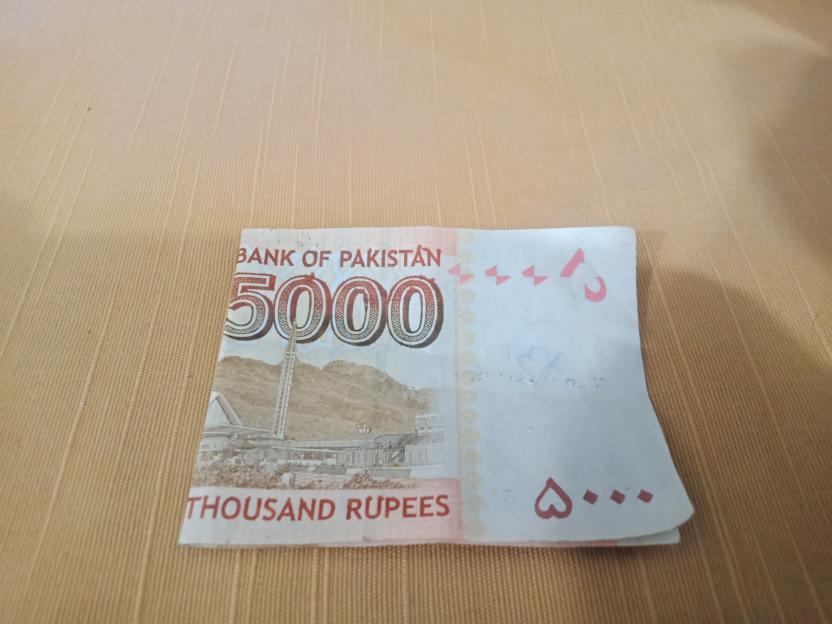 BANK OF PAKISTAN
5000
۵۰۰۰
THOUSAND RUPEES